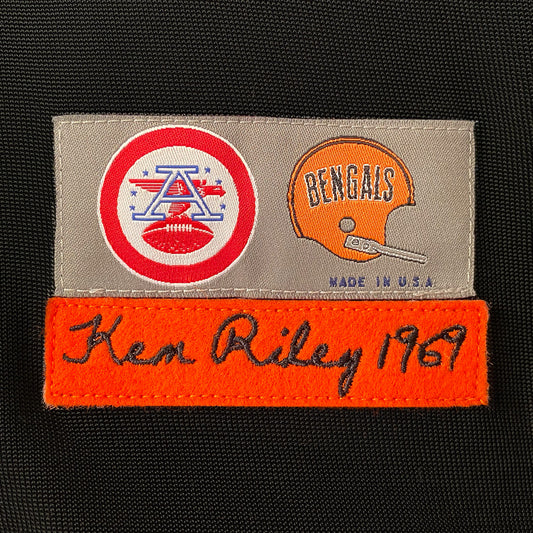 A
BENGALS
MADE IN U.S.A.
Ken Riley 1969